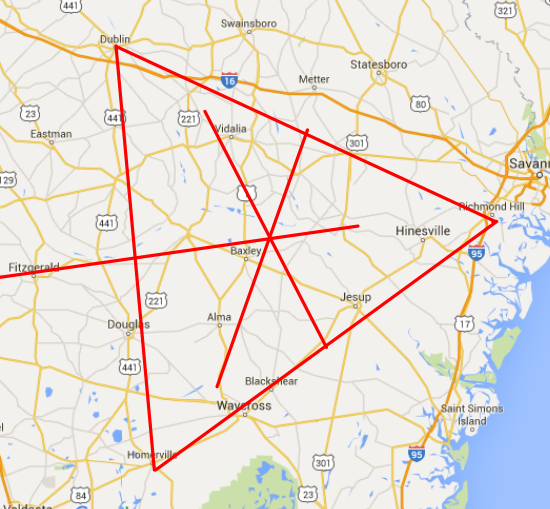 441
Swainsboro
321
Dublin
Statesboro
16
Metter
80
23
441
221
Vidalia
Eastman
301
Savann
129
Richmond Hill
441
Hinesville
Baxley
95
Fitzgerald
221
Jesup
Alma
17
Douglas
441
Blackshear
Waycross
Saint Simons
Island
Homerville
95
301
84
23
Valdosta